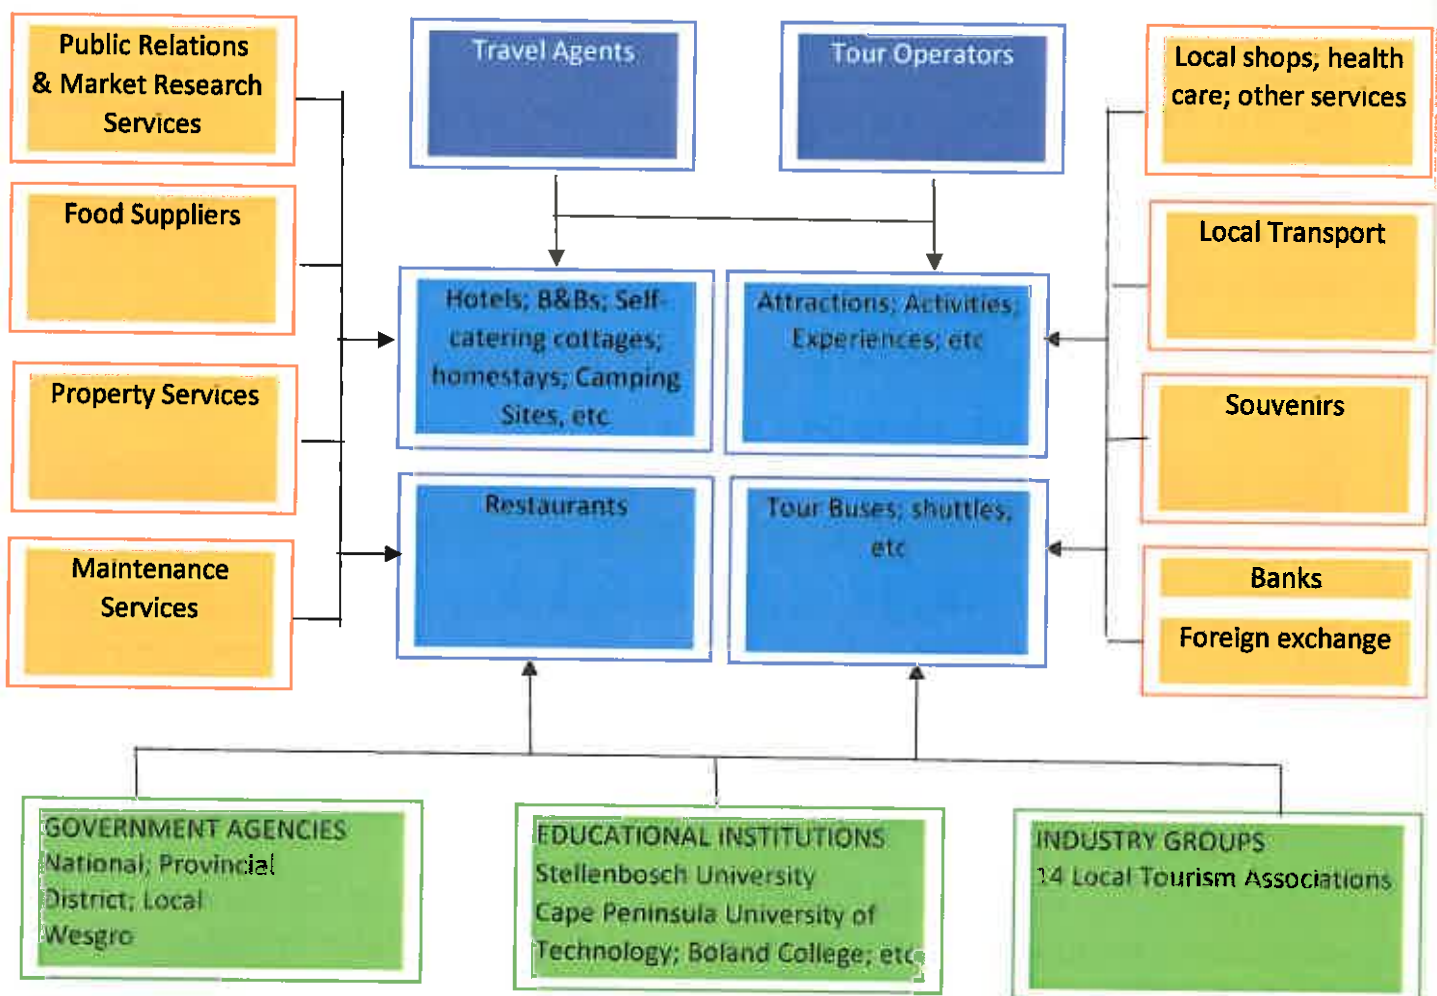 Public Relations
& Market Research
Services
Travel Agents
Tour Operators
Local shops; health
care; other services
Food Suppliers
Local Transport
Hotels; B&Bs; Self-
catering cottages;
homestays; Camping
Sites, etc
Attractions; Activities;
Experiences; etc
Property Services
Souvenirs
Restaurants
Tour Buses; shuttles,
etc
Maintenance
Services
Banks
Foreign exchange
GOVERNMENT AGENCIES
National; Provincial
District; Local
Wesgro
EDUCATIONAL INSTITUTIONS
Stellenbosch University
Cape Peninsula University of
Technology; Boland College; etc
INDUSTRY GROUPS
14 Local Tourism Associations